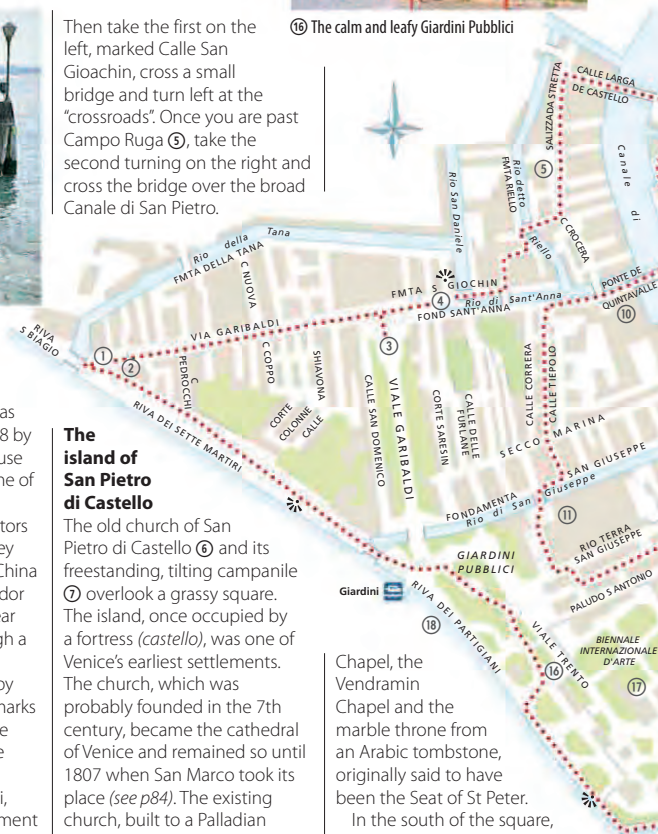 Then take the first on the
left, marked Calle San
Gioachin, cross a small
bridge and turn left at the
"crossroads". Once you are past
Campo Ruga ⑤, take the
second turning on the right and
cross the bridge over the broad
Canale di San Pietro.
⑯ The calm and leafy Giardini Pubblici
as
8 by
use
ne of
tors
ey
China
dor
ear
gh a
by
narks
e
e
i,
ment
The
island of
San Pietro
di Castello
The old church of San
Pietro di Castello ⑥ and its
freestanding, tilting campanile
⑦ overlook a grassy square.
The island, once occupied by
a fortress (castello), was one of
Venice's earliest settlements.
The church, which was
probably founded in the 7th
century, became the cathedral
of Venice and remained so until
1807 when San Marco took its
place (see p84). The existing
church, built to a Palladian
Chapel, the
Vendramin
Chapel and the
marble throne from
an Arabic tombstone,
originally said to have
been the Seat of St Peter.
In the south of the square,
CALLE LARGA
DE CASTELLO
SALIZZADA STRETTA
Canale di
Rio detto
FMTA RIELLO
Riello
⑤
C CROCERA
Rio San Daniele
Rio della Tana
FMTA DELLA TANA
C NUOVA
FMTA S GIOCHIN
④
Rio di Sant'Anna
FOND SANT'ANNA
PONTE DE
QUINTAVALLE
⑩
VIA GARIBALDI
RIVA
S BIAGIO
①
②
③
C
PEDROCCHI
C COPPO
SHIAVONA
CORTE
COLONNE
CALLE
CALLE SAN DOMENICO
VIALE GARIBALDI
CORTE SARESIN
CALLE DELLE
FURLANE
CALLE CORRERA
CALLE TIEPOLO
SECCO MARINA
RIVA DEI SETTE MARTIRI
FONDAMENTA SAN GIUSEPPE
Rio di San Giuseppe
⑪
RIO TERRA
SAN GIUSEPPE
PALUDO S ANTONIO
GIARDINI
PUBBLICI
Giardini
⑱
RIVA DEI PARTIGIANI
VIALE TRENTO
⑯
BIENNALE
INTERNAZIONALE
D'ARTE
⑰